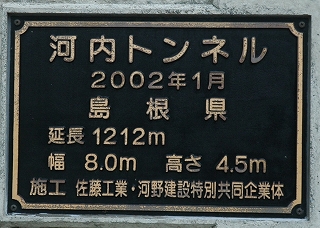 河内トンネル
2002年1月
島根県
延長 1212m
幅 8.0m 高さ 4.5m
施工 佐藤工業・河野建設特別共同企業体